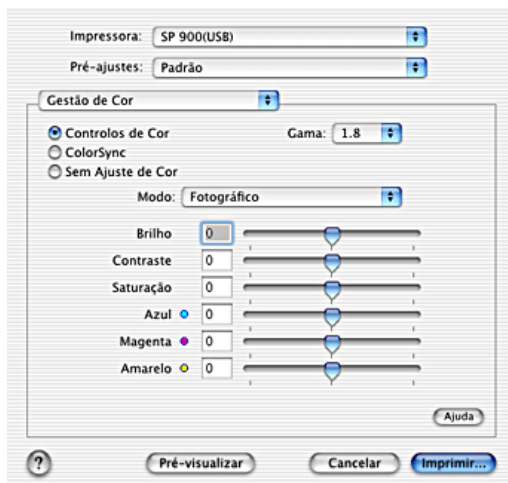 Impressora: SP 900(USB)
Pré-ajustes: Padrão
Gestão de Cor
Controlos de Cor Gama: 1.8
ColorSync
Sem Ajuste de Cor
Modo: Fotográfico
Brilho 0
Contraste 0
Saturação 0
Azul 0
Magenta 0
Amarelo 0
Ajuda
? Pré-visualizar Cancelar Imprimir...